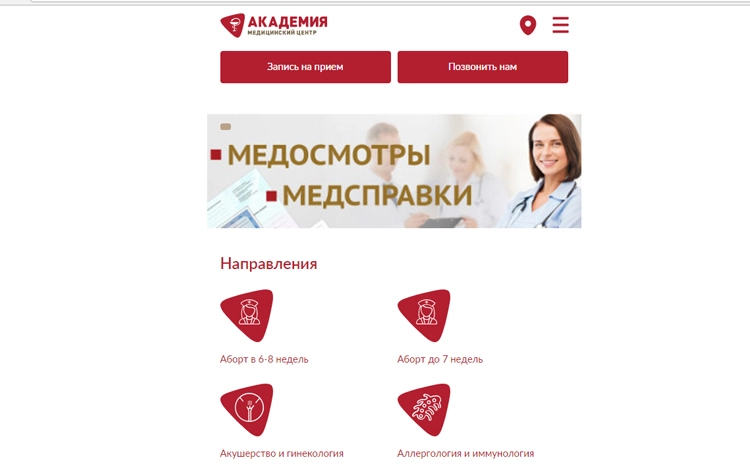 АКАДЕМИЯ
МЕДИЦИНСКИЙ ЦЕНТР
Запись на прием
Позвонить нам
МЕДОСМОТРЫ
МЕДСПРАВКИ
Направления
Аборт в 6-8 недель
Аборт до 7 недель
Акушерство и гинекология
Аллергология и иммунология